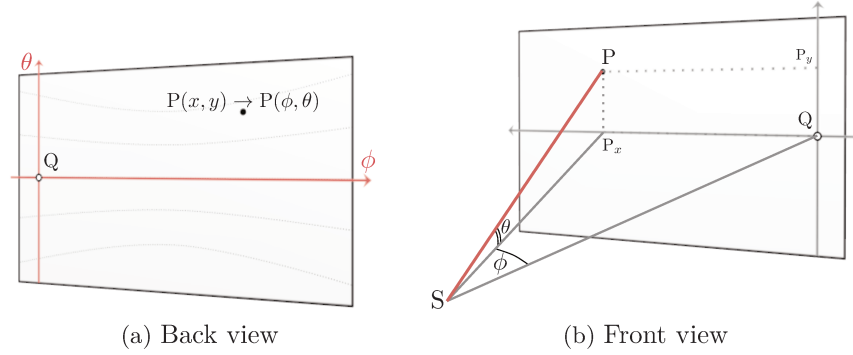 θ
P(x, y) → P(ϕ, θ)
Q
ϕ
(a) Back view
P
P_y
Q
P_x
θ
ϕ
S
(b) Front view